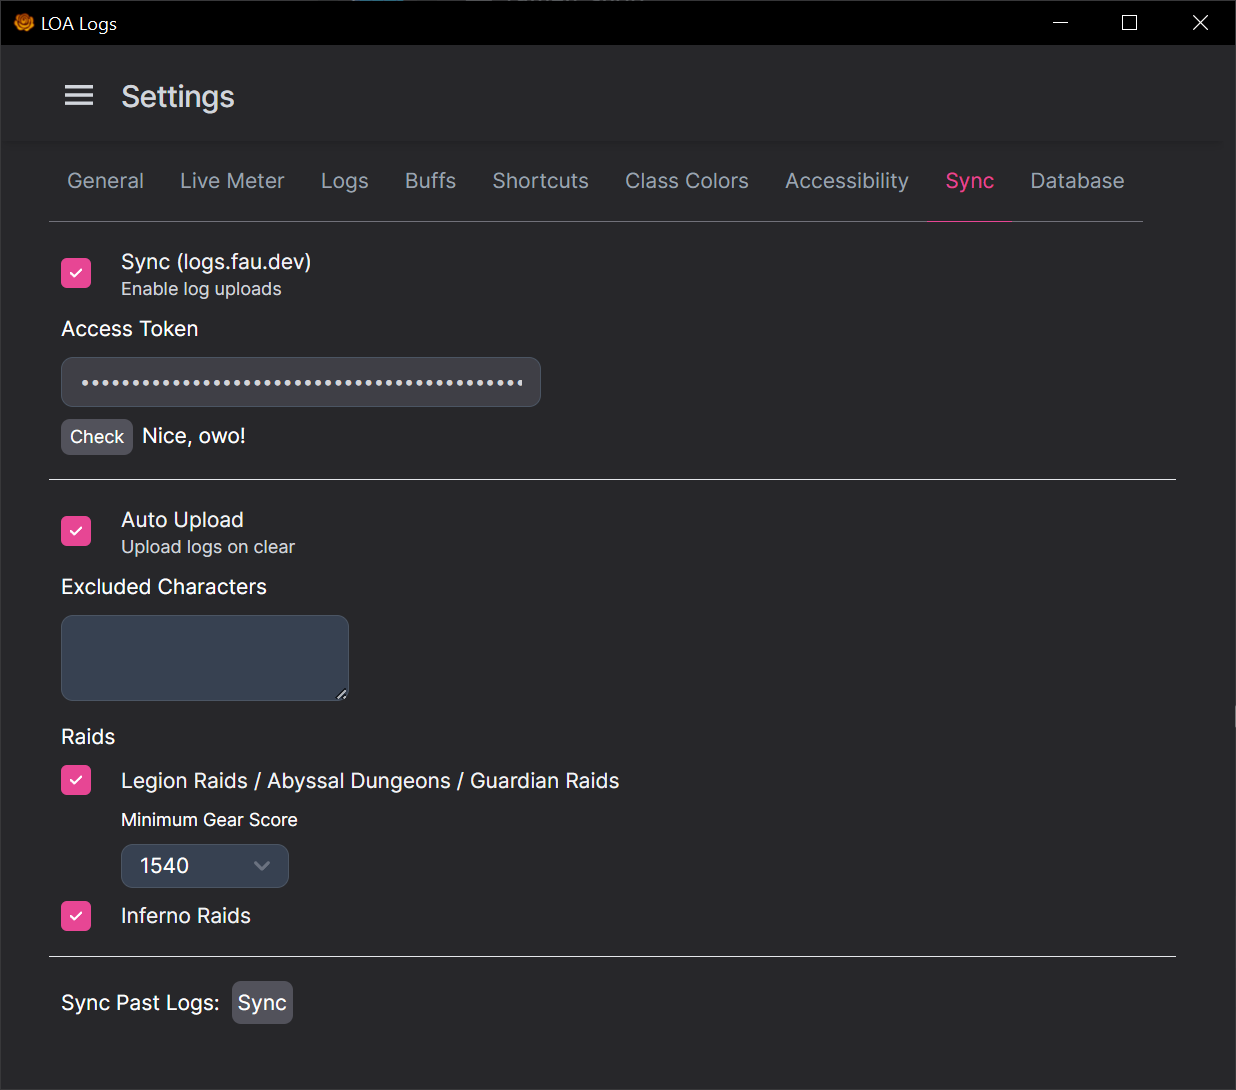 LOA Logs
Settings
General Live Meter Logs Buffs Shortcuts Class Colors Accessibility Sync Database
Sync (logs.fau.dev)
Enable log uploads
Access Token
Check Nice, owo!
Auto Upload
Upload logs on clear
Excluded Characters
Raids
Legion Raids / Abyssal Dungeons / Guardian Raids
Minimum Gear Score
1540
Inferno Raids
Sync Past Logs: Sync